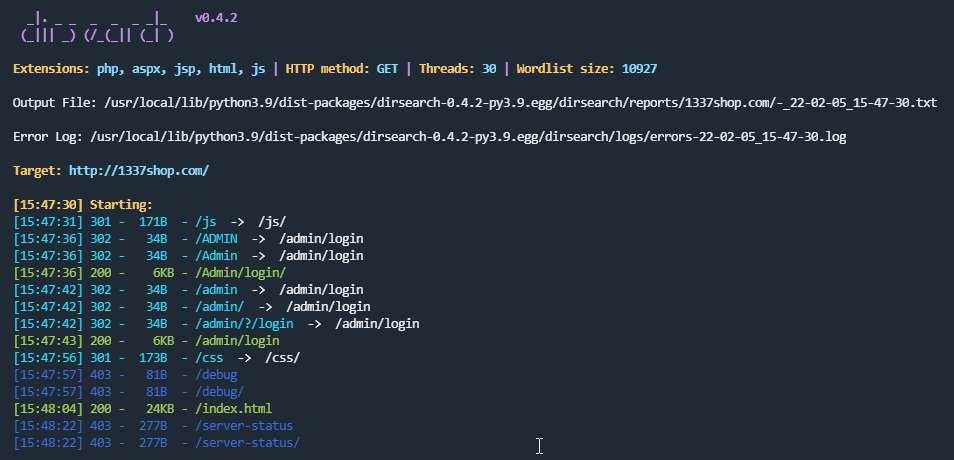 _|. _ _  _  _  _ _|_    v0.4.2
(_||| _) (/_(_|| (_| )
Extensions: php, aspx, jsp, html, js | HTTP method: GET | Threads: 30 | Wordlist size: 10927
Output File: /usr/local/lib/python3.9/dist-packages/dirsearch-0.4.2-py3.9.egg/dirsearch/reports/1337shop.com/-_22-02-05_15-47-30.txt
Error Log: /usr/local/lib/python3.9/dist-packages/dirsearch-0.4.2-py3.9.egg/dirsearch/logs/errors-22-02-05_15-47-30.log
Target: http://1337shop.com/
[15:47:30] Starting:
[15:47:31] 301 -  171B  - /js  ->  /js/
[15:47:36] 302 -   34B  - /ADMIN  ->  /admin/login
[15:47:36] 302 -   34B  - /Admin  ->  /admin/login
[15:47:36] 200 -    6KB - /Admin/login/
[15:47:42] 302 -   34B  - /admin  ->  /admin/login
[15:47:42] 302 -   34B  - /admin/  ->  /admin/login
[15:47:42] 302 -   34B  - /admin/?/login  ->  /admin/login
[15:47:43] 200 -    6KB - /admin/login
[15:47:56] 301 -  173B  - /css  ->  /css/
[15:47:57] 403 -   81B  - /debug
[15:47:57] 403 -   81B  - /debug/
[15:48:04] 200 -   24KB - /index.html
[15:48:22] 403 -  277B  - /server-status
[15:48:22] 403 -  277B  - /server-status/